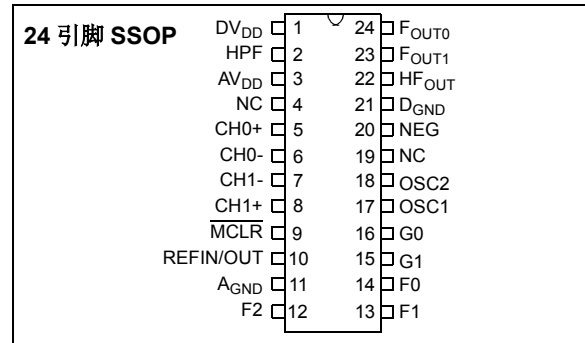 24 引脚 SSOP
DVDD 1 24 FOUT0
HPF 2 23 FOUT1
AVDD 3 22 HFOUT
NC 4 21 DGND
CH0+ 5 20 NEG
CH0- 6 19 NC
CH1- 7 18 OSC2
CH1+ 8 17 OSC1
MCLR 9 16 G0
REFIN/OUT 10 15 G1
AGND 11 14 F0
F2 12 13 F1